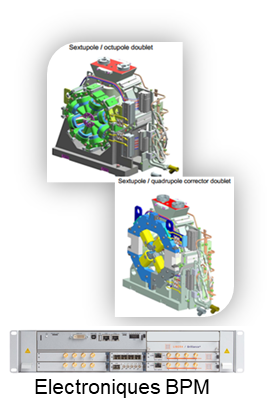 Sextupole / octupole doublet
Sextupole / quadrupole corrector doublet
Electroniques BPM